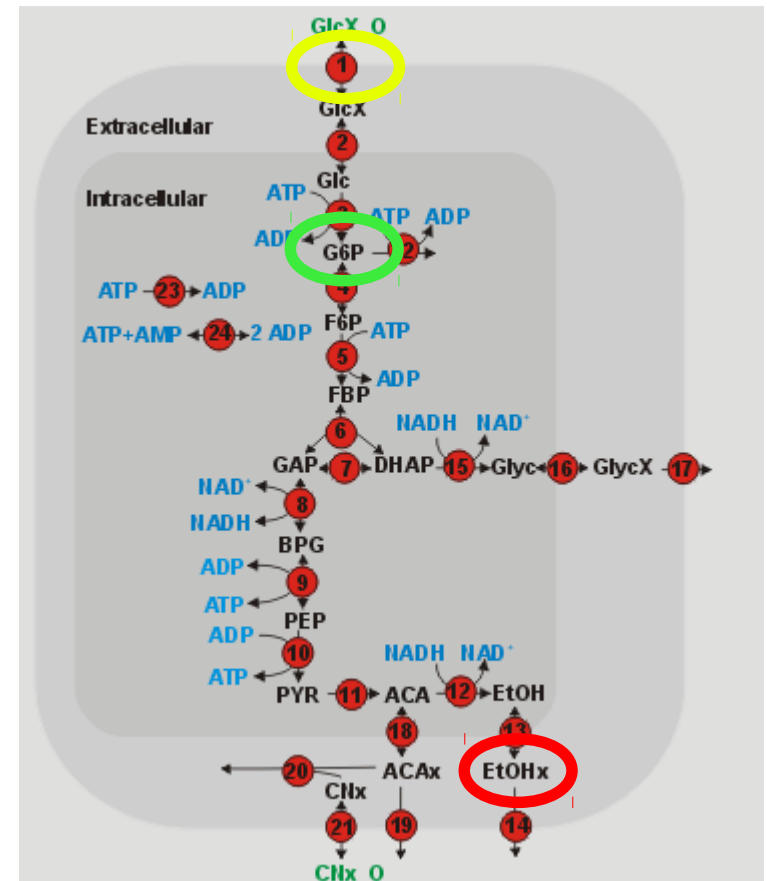 GlcX_O
1
GlcX
Extracellular
2
Glc
Intracellular
ATP
ATP ADP
G6P
4
ATP 23 ADP
F6P
ATP
ATP+AMP 24 2 ADP
5
ADP
FBP
6
NADH NAD⁺
GAP 7 DHAP 15 Glyc 16 GlycX 17
NAD⁺
8
NADH
BPG
ADP
9
ATP
PEP
ADP
10
ATP
NADH NAD⁺
PYR 11 ACA 12 EtOH
18
13
20
ACAx
EtOHx
CNx
21
19
14
CNx_O